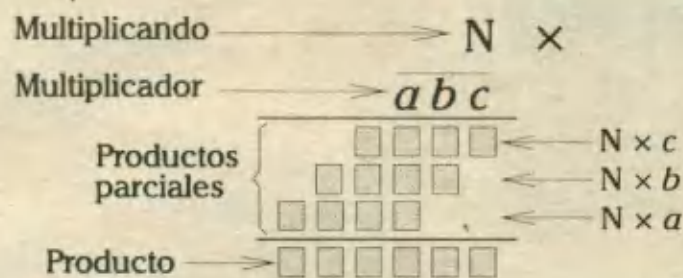 Multiplicando N ×
Multiplicador abc
Productos parciales N × c
N × b
N × a
Producto